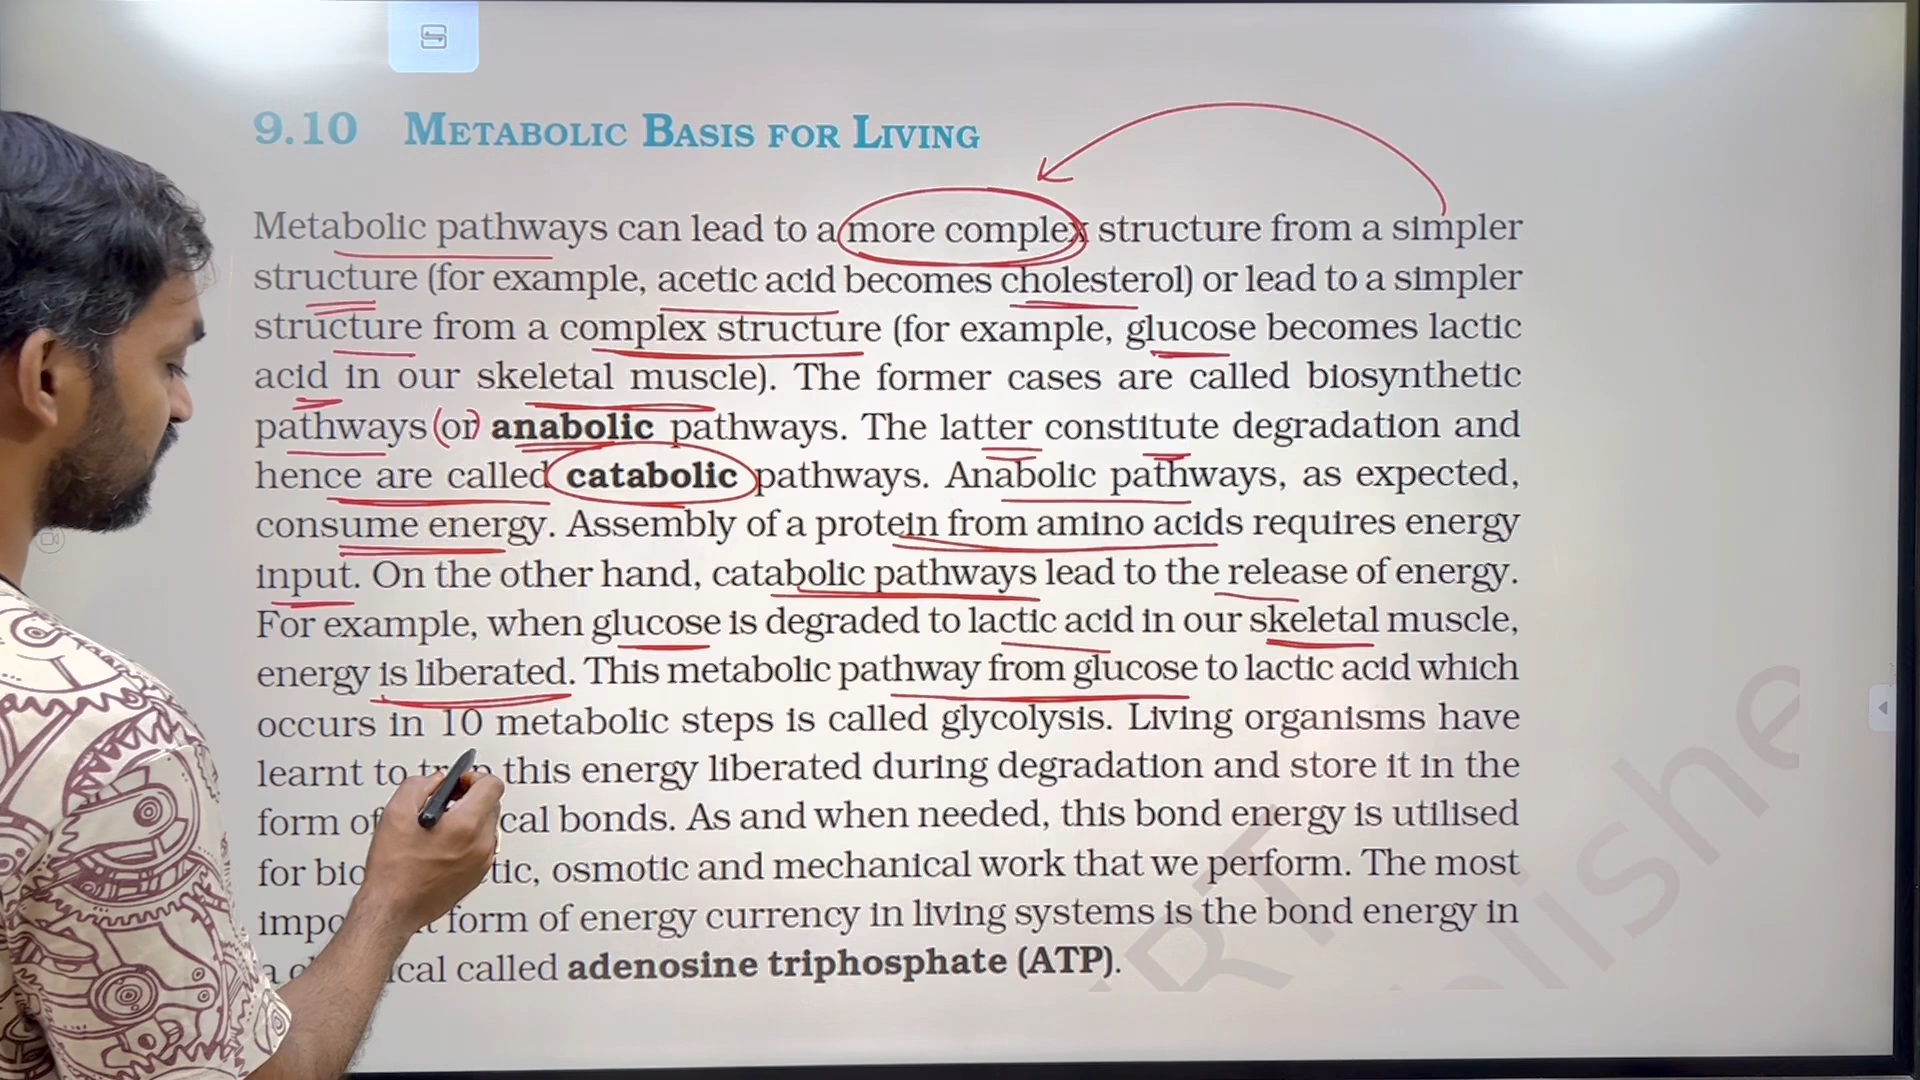 9.10 METABOLIC BASIS FOR LIVING
Metabolic pathways can lead to a more complex structure from a simpler
structure (for example, acetic acid becomes cholesterol) or lead to a simpler
structure from a complex structure (for example, glucose becomes lactic
acid in our skeletal muscle). The former cases are called biosynthetic
pathways (or) anabolic pathways. The latter constitute degradation and
hence are called catabolic pathways. Anabolic pathways, as expected,
consume energy. Assembly of a protein from amino acids requires energy
input. On the other hand, catabolic pathways lead to the release of energy.
For example, when glucose is degraded to lactic acid in our skeletal muscle,
energy is liberated. This metabolic pathway from glucose to lactic acid which
occurs in 10 metabolic steps is called glycolysis. Living organisms have
learnt to this energy liberated during degradation and store it in the
form of cal bonds. As and when needed, this bond energy is utilised
for bio tic, osmotic and mechanical work that we perform. The most
form of energy currency in living systems is the bond energy in
a cal called adenosine triphosphate (ATP).